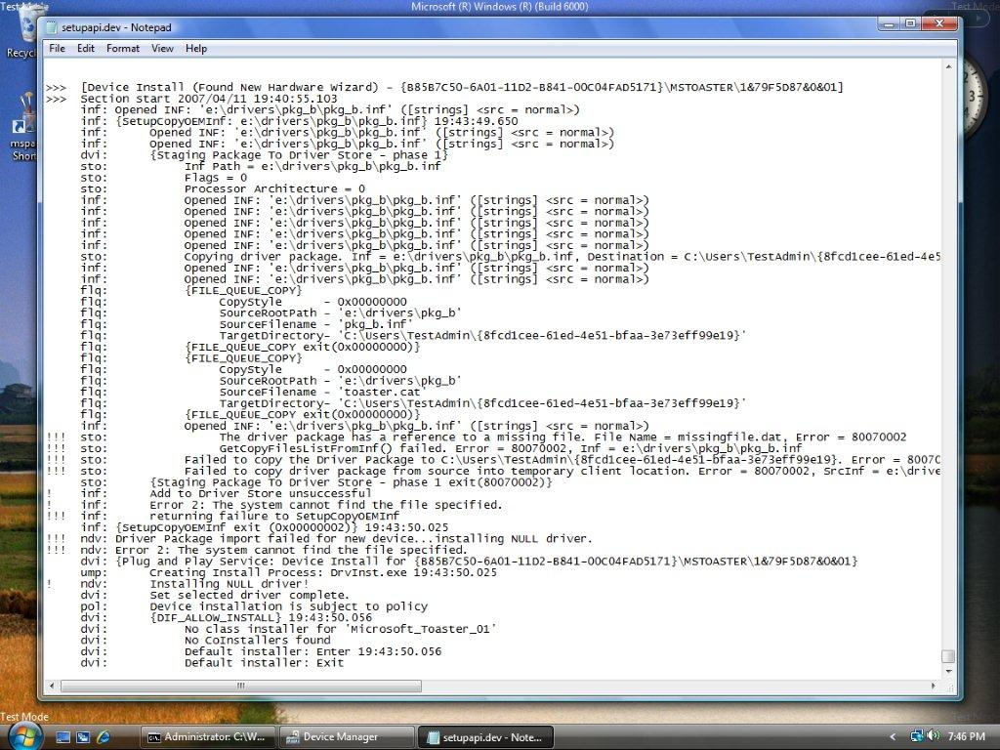 Test Mode
Microsoft (R) Windows (R) (Build 6000)
Test Mode
setupapi.dev - Notepad
File Edit Format View Help
>>>  [Device Install (Found New Hardware Wizard) - {B85B7C50-6A01-11D2-B841-00C04FAD5171}\MSTOASTER\1&79F5D87&0&01]
>>>  Section start 2007/04/11 19:40:55.103
inf: Opened INF: 'e:\drivers\pkg_b\pkg_b.inf' ([strings] <src = normal>)
inf: {SetupCopyOEMInf: e:\drivers\pkg_b\pkg_b.inf} 19:43:49.650
inf:      Opened INF: 'e:\drivers\pkg_b\pkg_b.inf' ([strings] <src = normal>)
inf:      Opened INF: 'e:\drivers\pkg_b\pkg_b.inf' ([strings] <src = normal>)
dvi:      {Staging Package To Driver Store - phase 1}
sto:           Inf Path = e:\drivers\pkg_b\pkg_b.inf
sto:           Flags = 0
sto:           Processor Architecture = 0
inf:           Opened INF: 'e:\drivers\pkg_b\pkg_b.inf' ([strings] <src = normal>)
inf:           Opened INF: 'e:\drivers\pkg_b\pkg_b.inf' ([strings] <src = normal>)
inf:           Opened INF: 'e:\drivers\pkg_b\pkg_b.inf' ([strings] <src = normal>)
inf:           Opened INF: 'e:\drivers\pkg_b\pkg_b.inf' ([strings] <src = normal>)
inf:           Opened INF: 'e:\drivers\pkg_b\pkg_b.inf' ([strings] <src = normal>)
sto:           Copying driver package. Inf = e:\drivers\pkg_b\pkg_b.inf, Destination = C:\Users\TestAdmin\{8fcd1cee-61ed-4e5
inf:           Opened INF: 'e:\drivers\pkg_b\pkg_b.inf' ([strings] <src = normal>)
inf:           Opened INF: 'e:\drivers\pkg_b\pkg_b.inf' ([strings] <src = normal>)
flq:           {FILE_QUEUE_COPY}
flq:                CopyStyle      - 0x00000000
flq:                SourceRootPath - 'e:\drivers\pkg_b'
flq:                SourceFilename - 'pkg_b.inf'
flq:                TargetDirectory- 'C:\Users\TestAdmin\{8fcd1cee-61ed-4e51-bfaa-3e73eff99e19}'
flq:           {FILE_QUEUE_COPY exit(0x00000000)}
flq:           {FILE_QUEUE_COPY}
flq:                CopyStyle      - 0x00000000
flq:                SourceRootPath - 'e:\drivers\pkg_b'
flq:                SourceFilename - 'toaster.cat'
flq:                TargetDirectory- 'C:\Users\TestAdmin\{8fcd1cee-61ed-4e51-bfaa-3e73eff99e19}'
flq:           {FILE_QUEUE_COPY exit(0x00000000)}
inf:           Opened INF: 'e:\drivers\pkg_b\pkg_b.inf' ([strings] <src = normal>)
!!!  sto:                The driver package has a reference to a missing file. File Name = missingfile.dat, Error = 80070002
!!!  sto:                GetCopyFilesListFromInf() failed. Error = 80070002, Inf = e:\drivers\pkg_b\pkg_b.inf
!!!  sto:           Failed to copy the Driver Package to C:\Users\TestAdmin\{8fcd1cee-61ed-4e51-bfaa-3e73eff99e19}. Error = 8007C
!!!  sto:           Failed to copy driver package from source into temporary client location. Error = 80070002, SrcInf = e:\drive
sto:      {Staging Package To Driver Store - phase 1 exit(80070002)}
!    inf:      Add to Driver Store unsuccessful
!    inf:      Error 2: The system cannot find the file specified.
!!!  inf:      returning failure to SetupCopyOEMInf
inf: {SetupCopyOEMInf exit (0x00000002)} 19:43:50.025
!!!  ndv: Driver Package import failed for new device...installing NULL driver.
!!!  ndv: Error 2: The system cannot find the file specified.
dvi: {Plug and Play Service: Device Install for {B85B7C50-6A01-11D2-B841-00C04FAD5171}\MSTOASTER\1&79F5D87&0&01}
ump:      Creating Install Process: DrvInst.exe 19:43:50.025
!    ndv:      Installing NULL driver!
dvi:      Set selected driver complete.
pol:      Device installation is subject to policy
dvi:      {DIF_ALLOW_INSTALL} 19:43:50.056
dvi:           No class installer for 'Microsoft_Toaster_01'
dvi:           No CoInstallers found
dvi:           Default installer: Enter 19:43:50.056
dvi:           Default installer: Exit
Recycl
mspa
Short
Test Mode
Test Mode
Administrator: C:\W...
Device Manager
setupapi.dev - Note...
7:46 PM